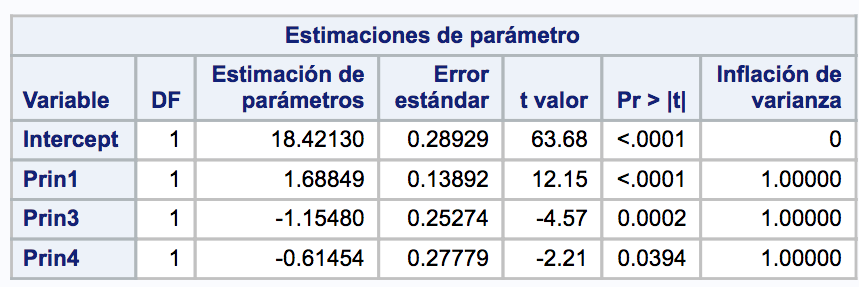 Estimaciones de parámetro
Variable DF Estimación de parámetros Error estándar t valor Pr > |t| Inflación de varianza
Intercept 1 18.42130 0.28929 63.68 <.0001 0
Prin1 1 1.68849 0.13892 12.15 <.0001 1.00000
Prin3 1 -1.15480 0.25274 -4.57 0.0002 1.00000
Prin4 1 -0.61454 0.27779 -2.21 0.0394 1.00000